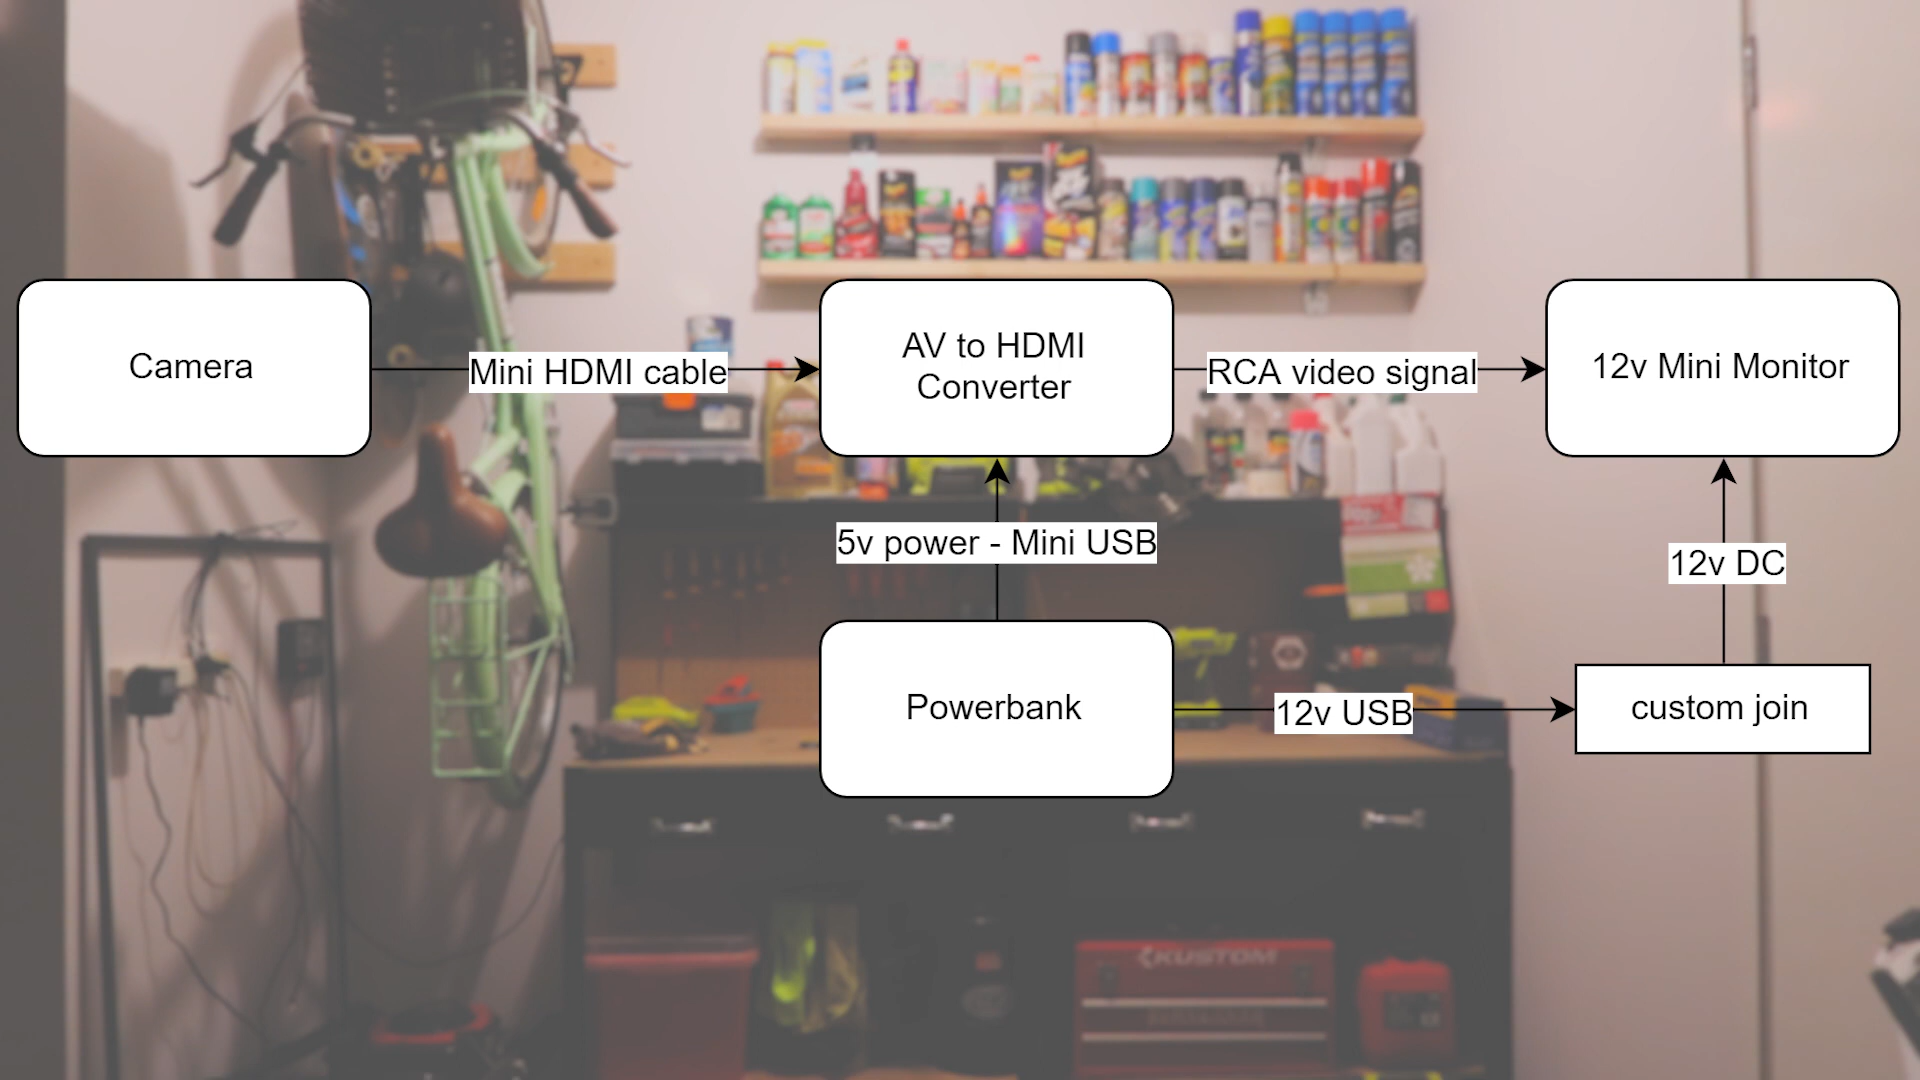 Camera
Mini HDMI cable
AV to HDMI
Converter
RCA video signal
12v Mini Monitor
5v power - Mini USB
12v DC
Powerbank
12v USB
custom join
KUSTOM